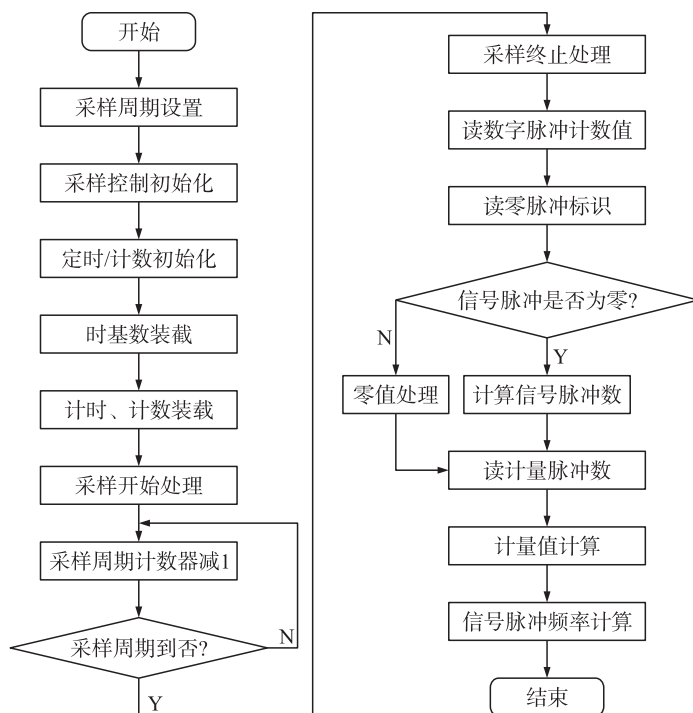 开始
采样周期设置
采样控制初始化
定时/计数初始化
时基数装截
计时、计数装载
采样开始处理
采样周期计数器减1
采样周期到否?
N
Y
采样终止处理
读数字脉冲计数值
读零脉冲标识
信号脉冲是否为零?
N
Y
零值处理
计算信号脉冲数
读计量脉冲数
计量值计算
信号脉冲频率计算
结束